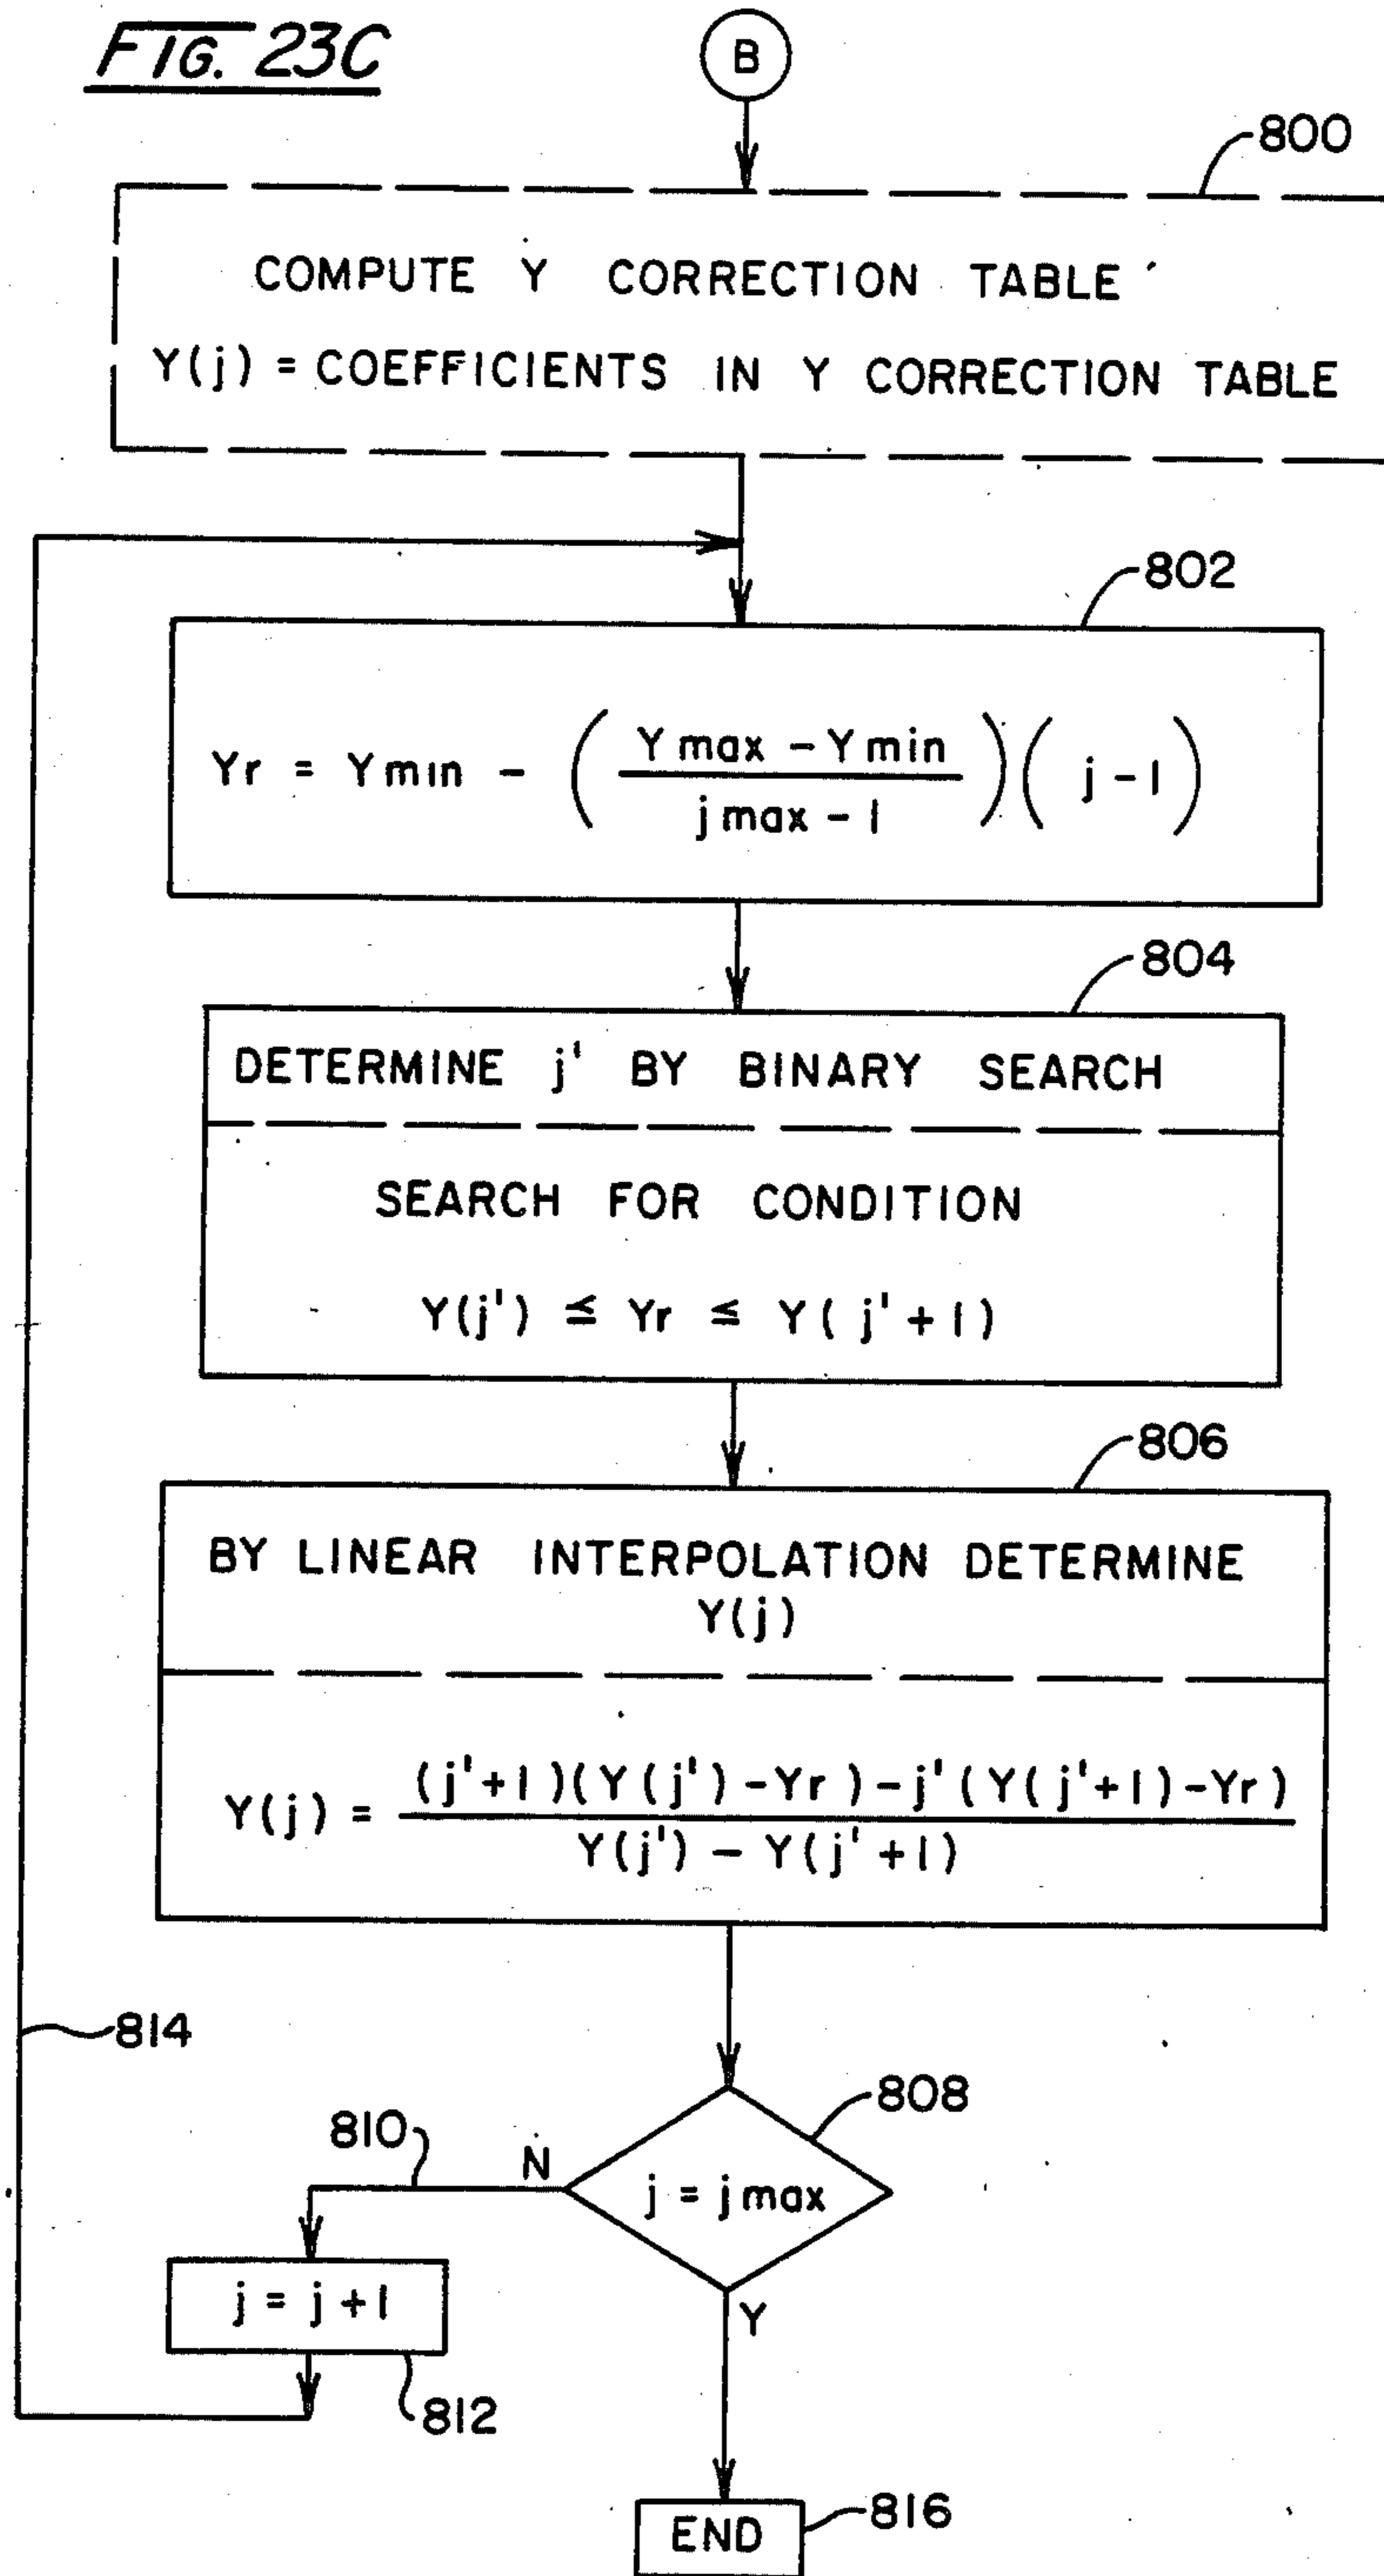 FIG. 23C
B
800
COMPUTE Y CORRECTION TABLE
Y(j) = COEFFICIENTS IN Y CORRECTION TABLE
802
Yr = Ymin - ( Ymax - Ymin / jmax - 1 ) ( j - 1 )
804
DETERMINE j' BY BINARY SEARCH
SEARCH FOR CONDITION
Y(j') ≤ Yr ≤ Y( j' + 1 )
806
BY LINEAR INTERPOLATION DETERMINE
Y(j)
Y(j) = (j'+1)(Y(j') - Yr) - j'(Y(j'+1) - Yr) / Y(j') - Y(j'+1)
814
808
810
N
j = jmax
j = j + 1
Y
812
END
816